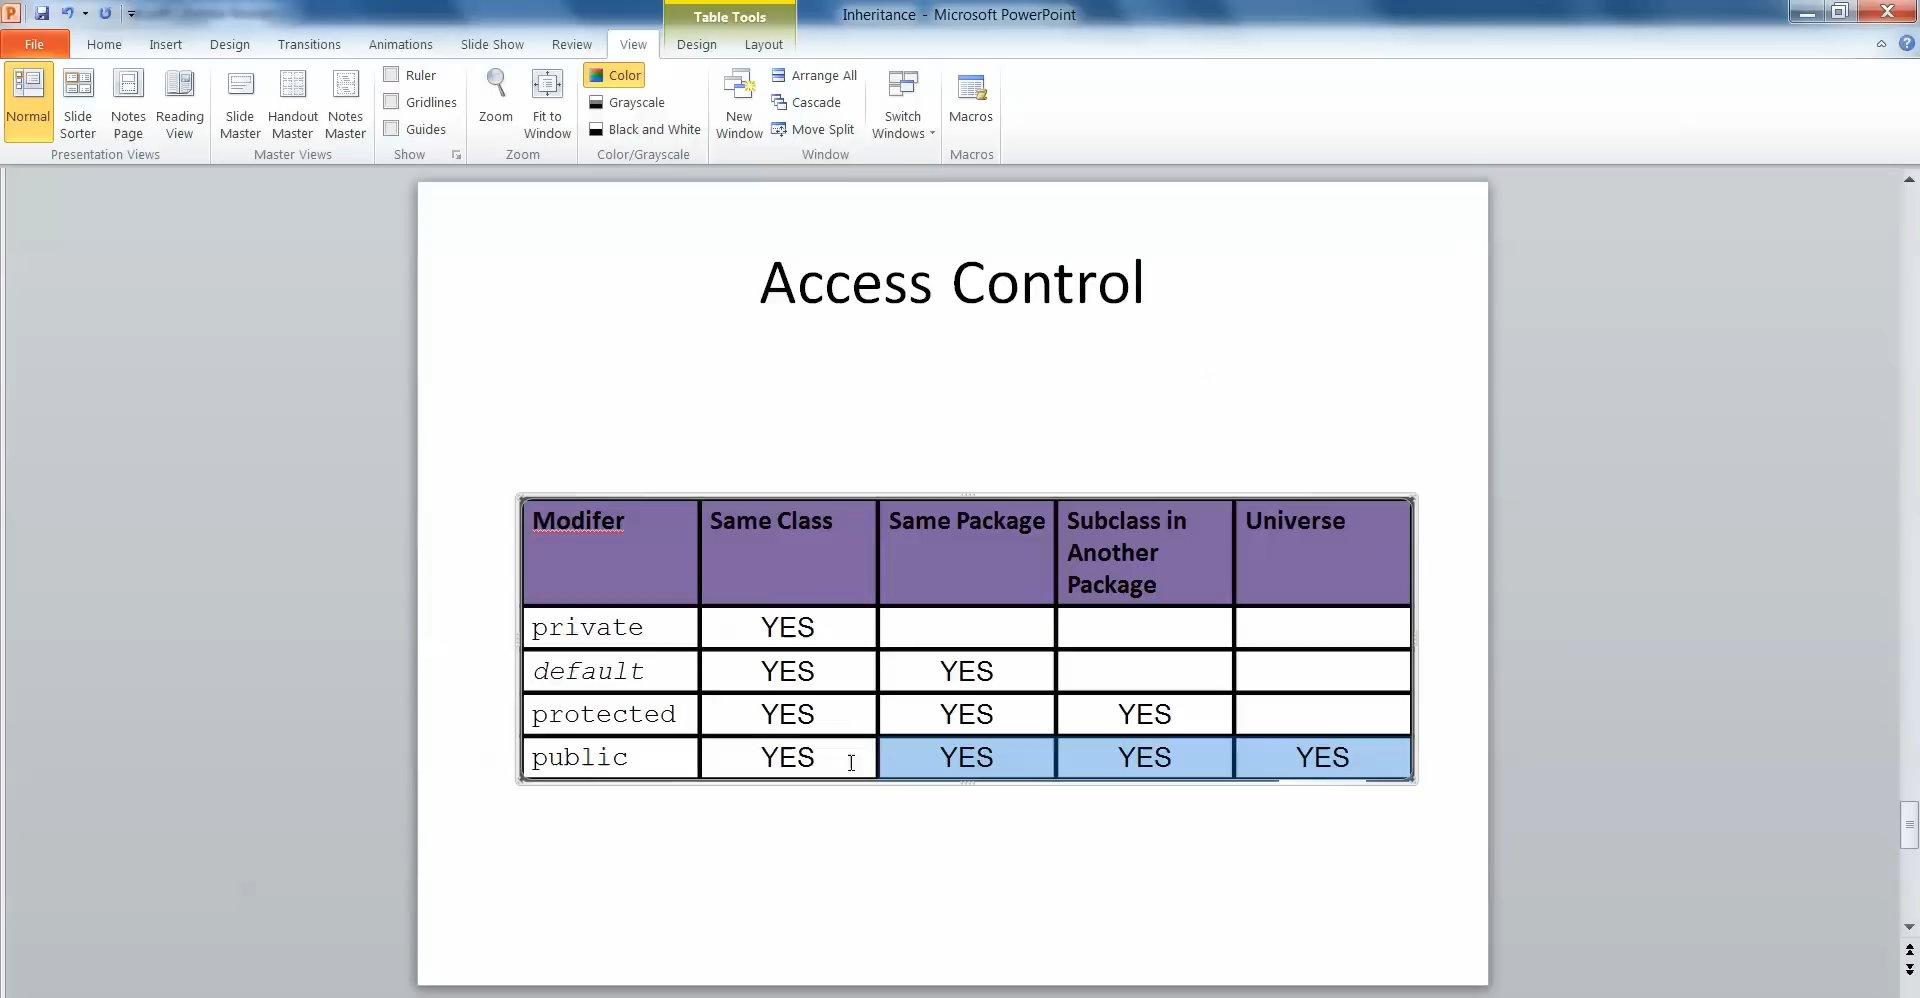 Inheritance - Microsoft PowerPoint
Table Tools
File Home Insert Design Transitions Animations Slide Show Review View Design Layout
Normal
Slide Sorter
Notes Page
Reading View
Presentation Views
Slide Master
Handout Master
Notes Master
Master Views
Ruler
Gridlines
Guides
Show
Zoom
Fit to Window
Zoom
Color
Grayscale
Black and White
Color/Grayscale
New Window
Arrange All
Cascade
Move Split
Switch Windows
Window
Macros
Macros
Access Control
Modifer Same Class Same Package Subclass in Another Package Universe
private YES
default YES YES
protected YES YES YES
public YES YES YES YES